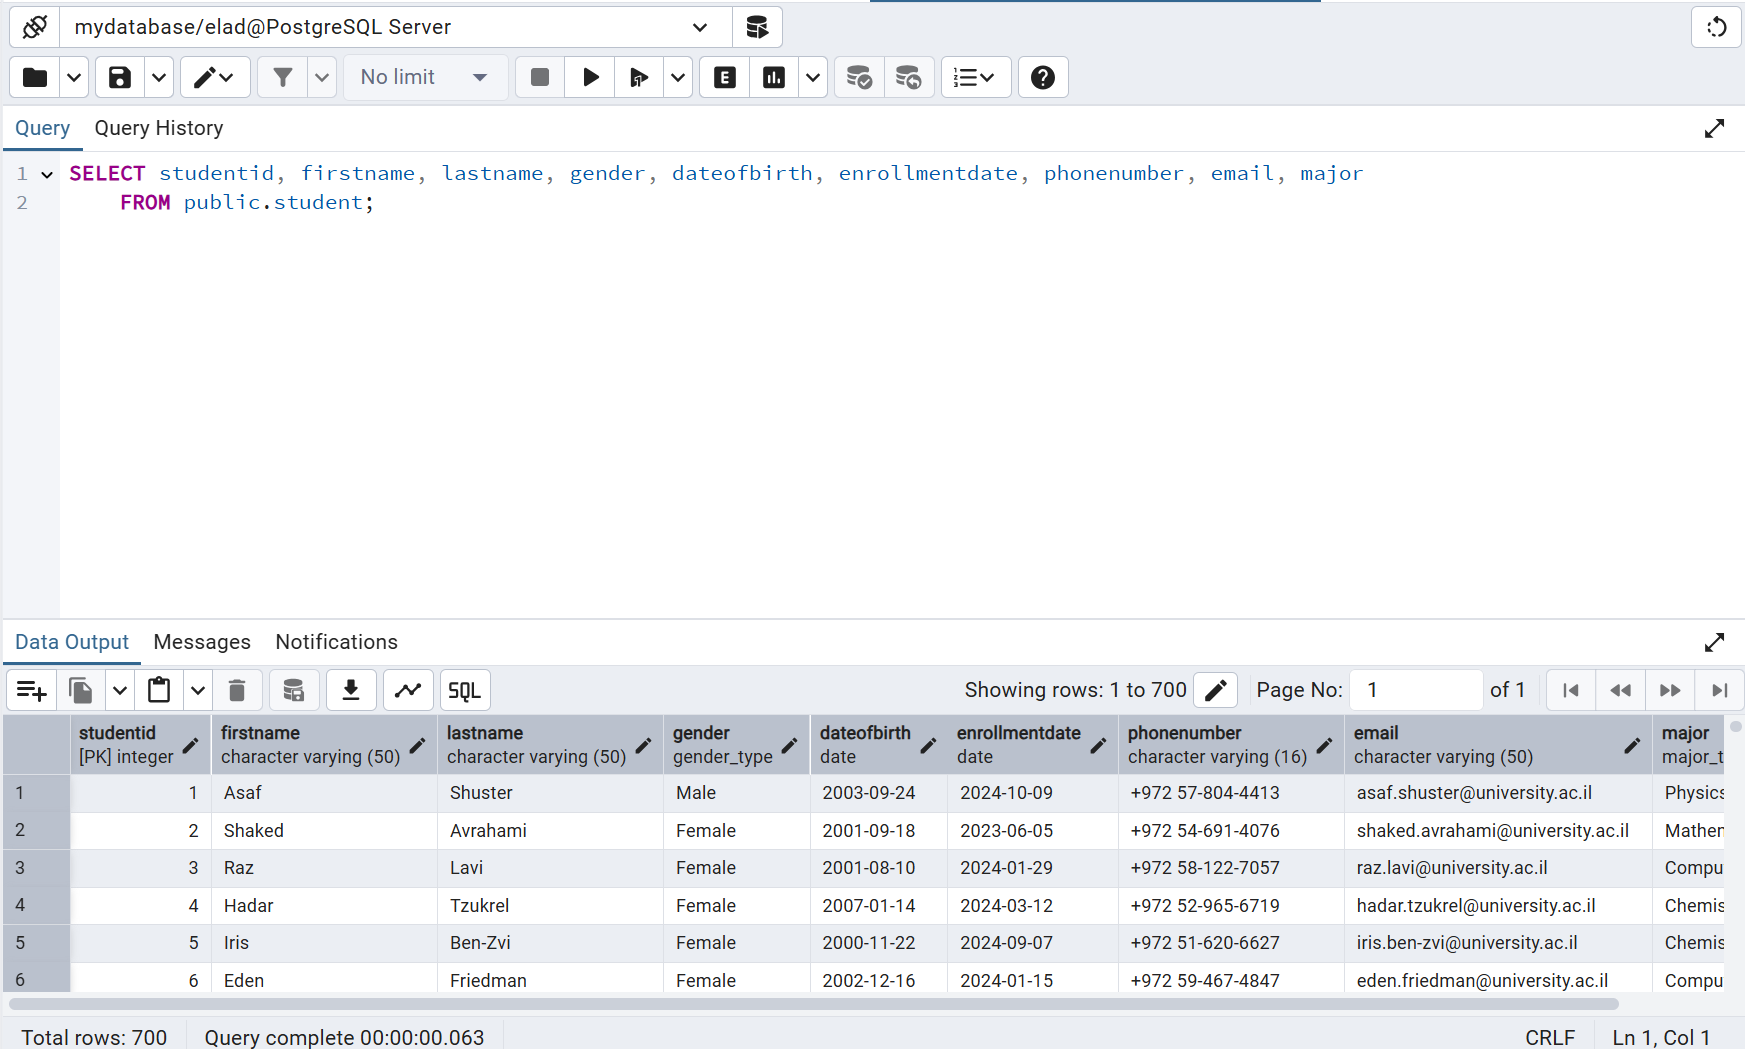 mydatabase/elad@PostgreSQL Server
No limit
E
Query Query History
1 SELECT studentid, firstname, lastname, gender, dateofbirth, enrollmentdate, phonenumber, email, major
2 FROM public.student;
Data Output Messages Notifications
SQL Showing rows: 1 to 700 Page No: 1 of 1
studentid firstname lastname gender dateofbirth enrollmentdate phonenumber email major
[PK] integer character varying (50) character varying (50) gender_type date date character varying (16) character varying (50) major_t
1 1 Asaf Shuster Male 2003-09-24 2024-10-09 +972 57-804-4413 asaf.shuster@university.ac.il Physics
2 2 Shaked Avrahami Female 2001-09-18 2023-06-05 +972 54-691-4076 shaked.avrahami@university.ac.il Mathem
3 3 Raz Lavi Female 2001-08-10 2024-01-29 +972 58-122-7057 raz.lavi@university.ac.il Compu
4 4 Hadar Tzukrel Female 2007-01-14 2024-03-12 +972 52-965-6719 hadar.tzukrel@university.ac.il Chemis
5 5 Iris Ben-Zvi Female 2000-11-22 2024-09-07 +972 51-620-6627 iris.ben-zvi@university.ac.il Chemis
6 6 Eden Friedman Female 2002-12-16 2024-01-15 +972 59-467-4847 eden.friedman@university.ac.il Compu
Total rows: 700 Query complete 00:00:00.063 CRLF Ln 1, Col 1